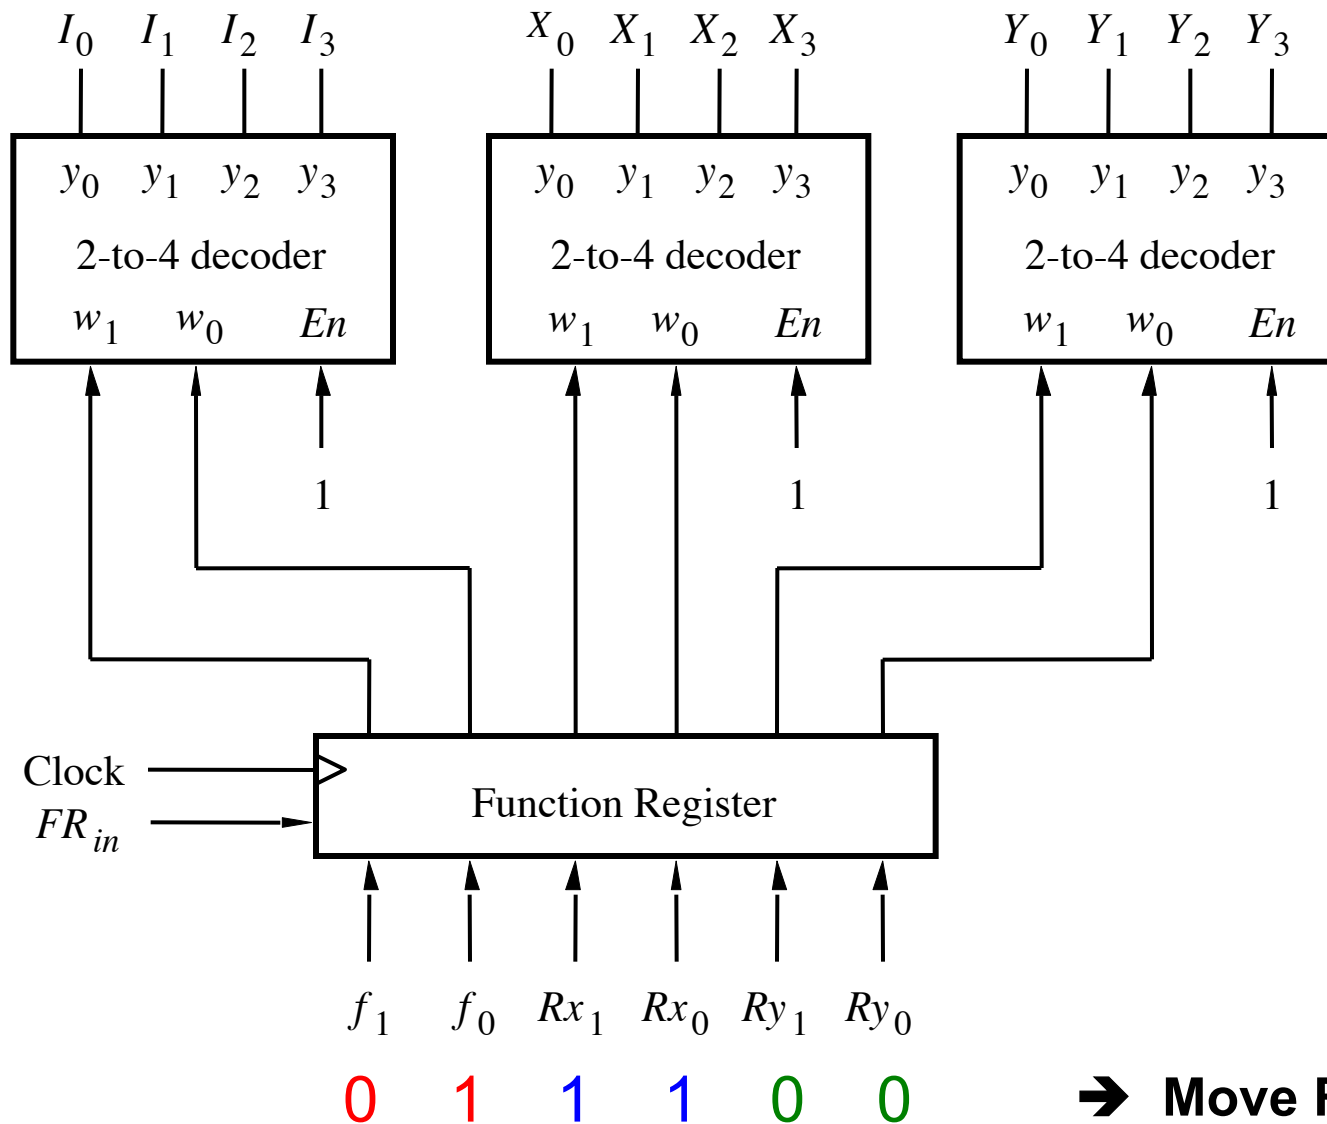 I0 I1 I2 I3 X0 X1 X2 X3 Y0 Y1 Y2 Y3
y0 y1 y2 y3 y0 y1 y2 y3 y0 y1 y2 y3
2-to-4 decoder 2-to-4 decoder 2-to-4 decoder
w1 w0 En w1 w0 En w1 w0 En
1 1 1
Clock
Function Register
FRin
f1 f0 Rx1 Rx0 Ry1 Ry0
0 1 1 1 0 0 ➔ Move